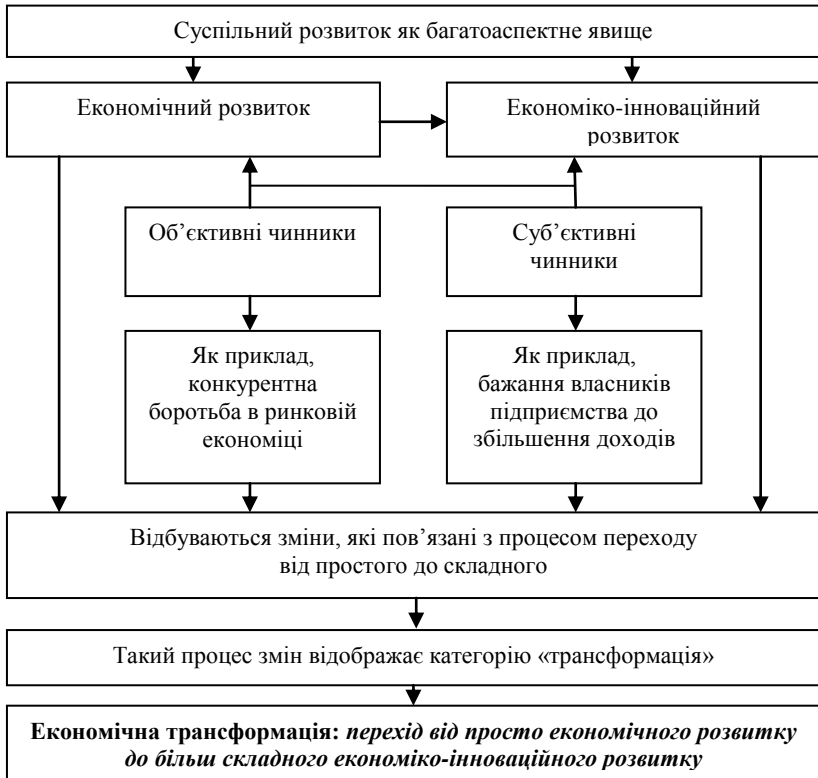 Суспільний розвиток як багатоаспектне явище
Економічний розвиток
Економіко-інноваційний
розвиток
Об’єктивні чинники
Суб’єктивні
чинники
Як приклад,
конкурентна
боротьба в ринковій
економіці
Як приклад,
бажання власників
підприємства до
збільшення доходів
Відбуваються зміни, які пов’язані з процесом переходу
від простого до складного
Такий процес змін відображає категорію «трансформація»
Економічна трансформація: перехід від просто економічного розвитку
до більш складного економіко-інноваційного розвитку